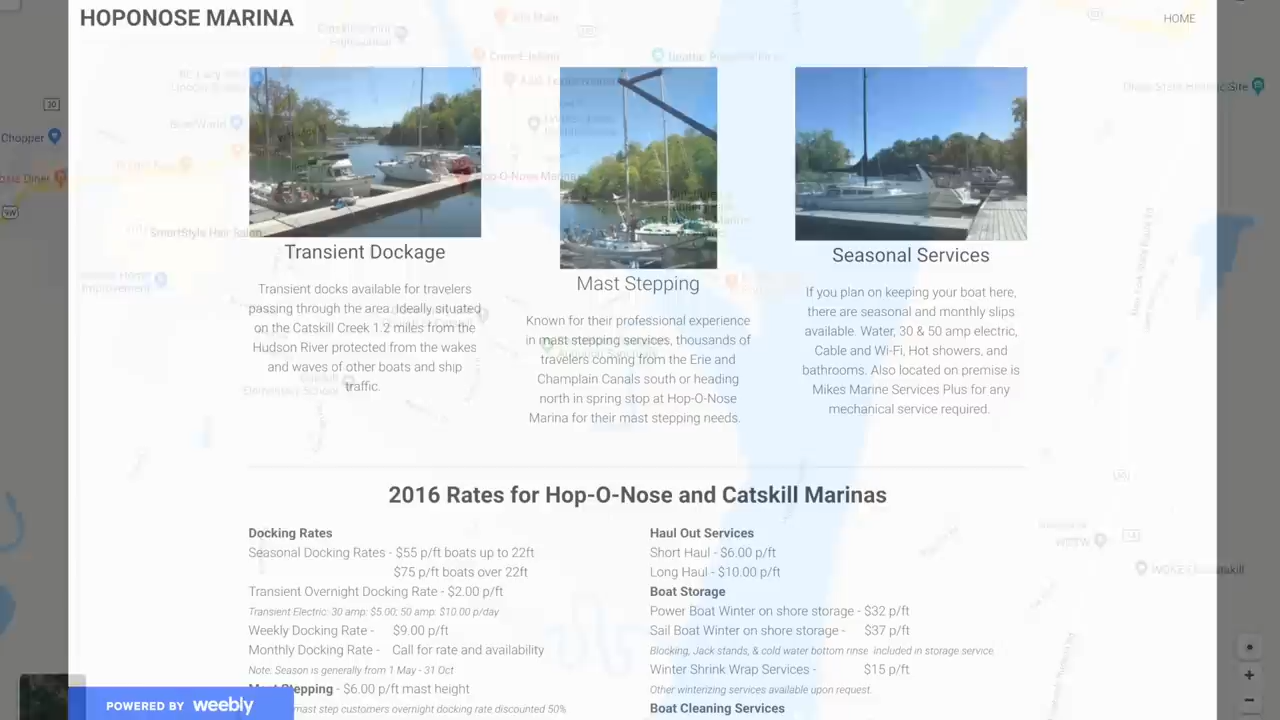 HOPONOSE MARINA
HOME
Transient Dockage
Transient docks available for travelers
passing through the area. Ideally situated
on the Catskill Creek 1.2 miles from the
Hudson River protected from the wakes
and waves of other boats and ship
traffic.
Mast Stepping
Known for their professional experience
in mast stepping services, thousands of
travelers coming from the Erie and
Champlain Canals south or heading
north in spring stop at Hop-O-Nose
Marina for their mast stepping needs.
Seasonal Services
If you plan on keeping your boat here,
there are seasonal and monthly slips
available. Water, 30 & 50 amp electric,
Cable and Wi-Fi, Hot showers, and
bathrooms. Also located on premise is
Mikes Marine Services Plus for any
mechanical service required.
2016 Rates for Hop-O-Nose and Catskill Marinas
Docking Rates
Seasonal Docking Rates - $55 p/ft boats up to 22ft
$75 p/ft boats over 22ft
Transient Overnight Docking Rate - $2.00 p/ft
Transient Electric: 30 amp: $5.00; 50 amp: $10.00 p/day
Weekly Docking Rate - $9.00 p/ft
Monthly Docking Rate - Call for rate and availability
Note: Season is generally from 1 May - 31 Oct
Mast Stepping - $6.00 p/ft mast height
mast step customers overnight docking rate discounted 50%
Haul Out Services
Short Haul - $6.00 p/ft
Long Haul - $10.00 p/ft
Boat Storage
Power Boat Winter on shore storage - $32 p/ft
Sail Boat Winter on shore storage - $37 p/ft
Blocking, Jack stands, & cold water bottom rinse included in storage service.
Winter Shrink Wrap Services - $15 p/ft
Other winterizing services available upon request.
Boat Cleaning Services
POWERED BY weebly
Chopper
30
9W
SmartStyle Hair Salon
Hop-O-Nose Marina
Elementary School